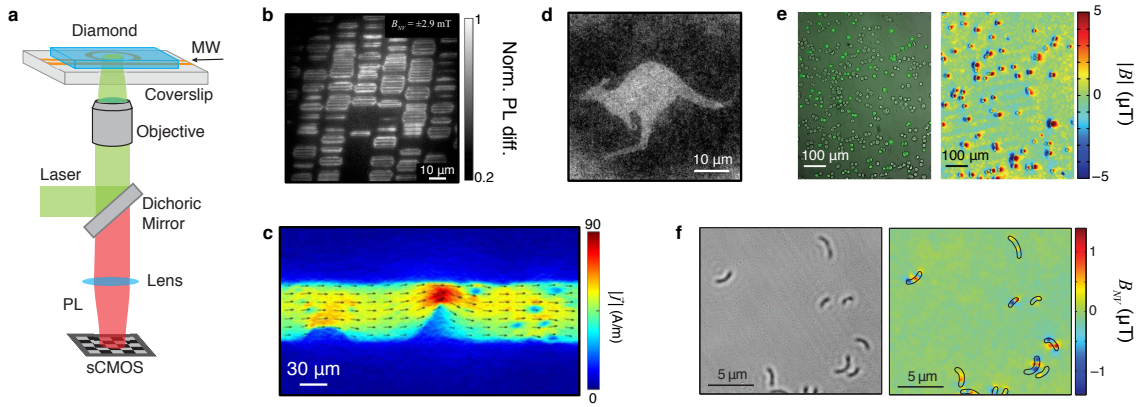 a
Diamond
MW
Coverslip
Objective
Laser
Dichoric
Mirror
Lens
PL
sCMOS
b
B_NV = ±2.9 mT
10 μm
1
0.2
Norm. PL diff.
c
30 μm
90
0
|j⃗| (A/m)
d
10 μm
e
100 μm
100 μm
5
−5
|B| (μT)
f
5 μm
5 μm
1
0
−1
B_NV (μT)